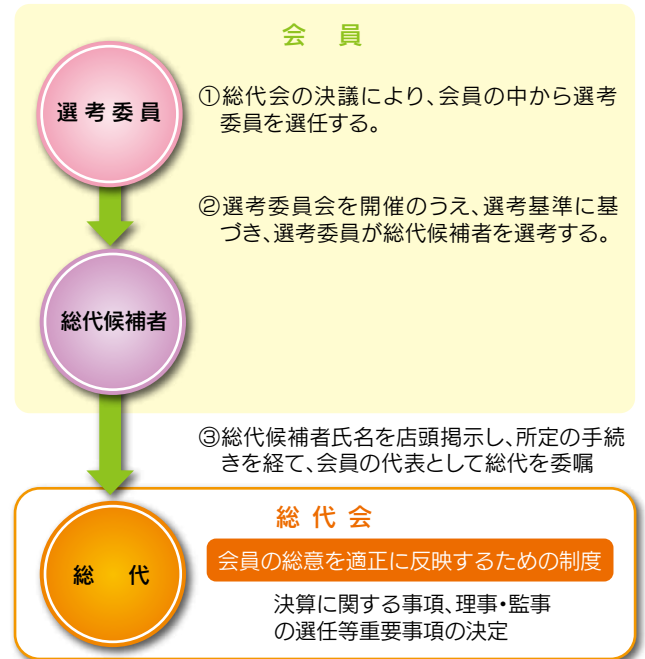 会 員
選考委員
①総代会の決議により、会員の中から選考
委員を選任する。
②選考委員会を開催のうえ、選考基準に基
づき、選考委員が総代候補者を選考する。
総代候補者
③総代候補者氏名を店頭掲示し、所定の手続
きを経て、会員の代表として総代を委嘱
総代会
総 代
会員の総意を適正に反映するための制度
決算に関する事項、理事・監事
の選任等重要事項の決定